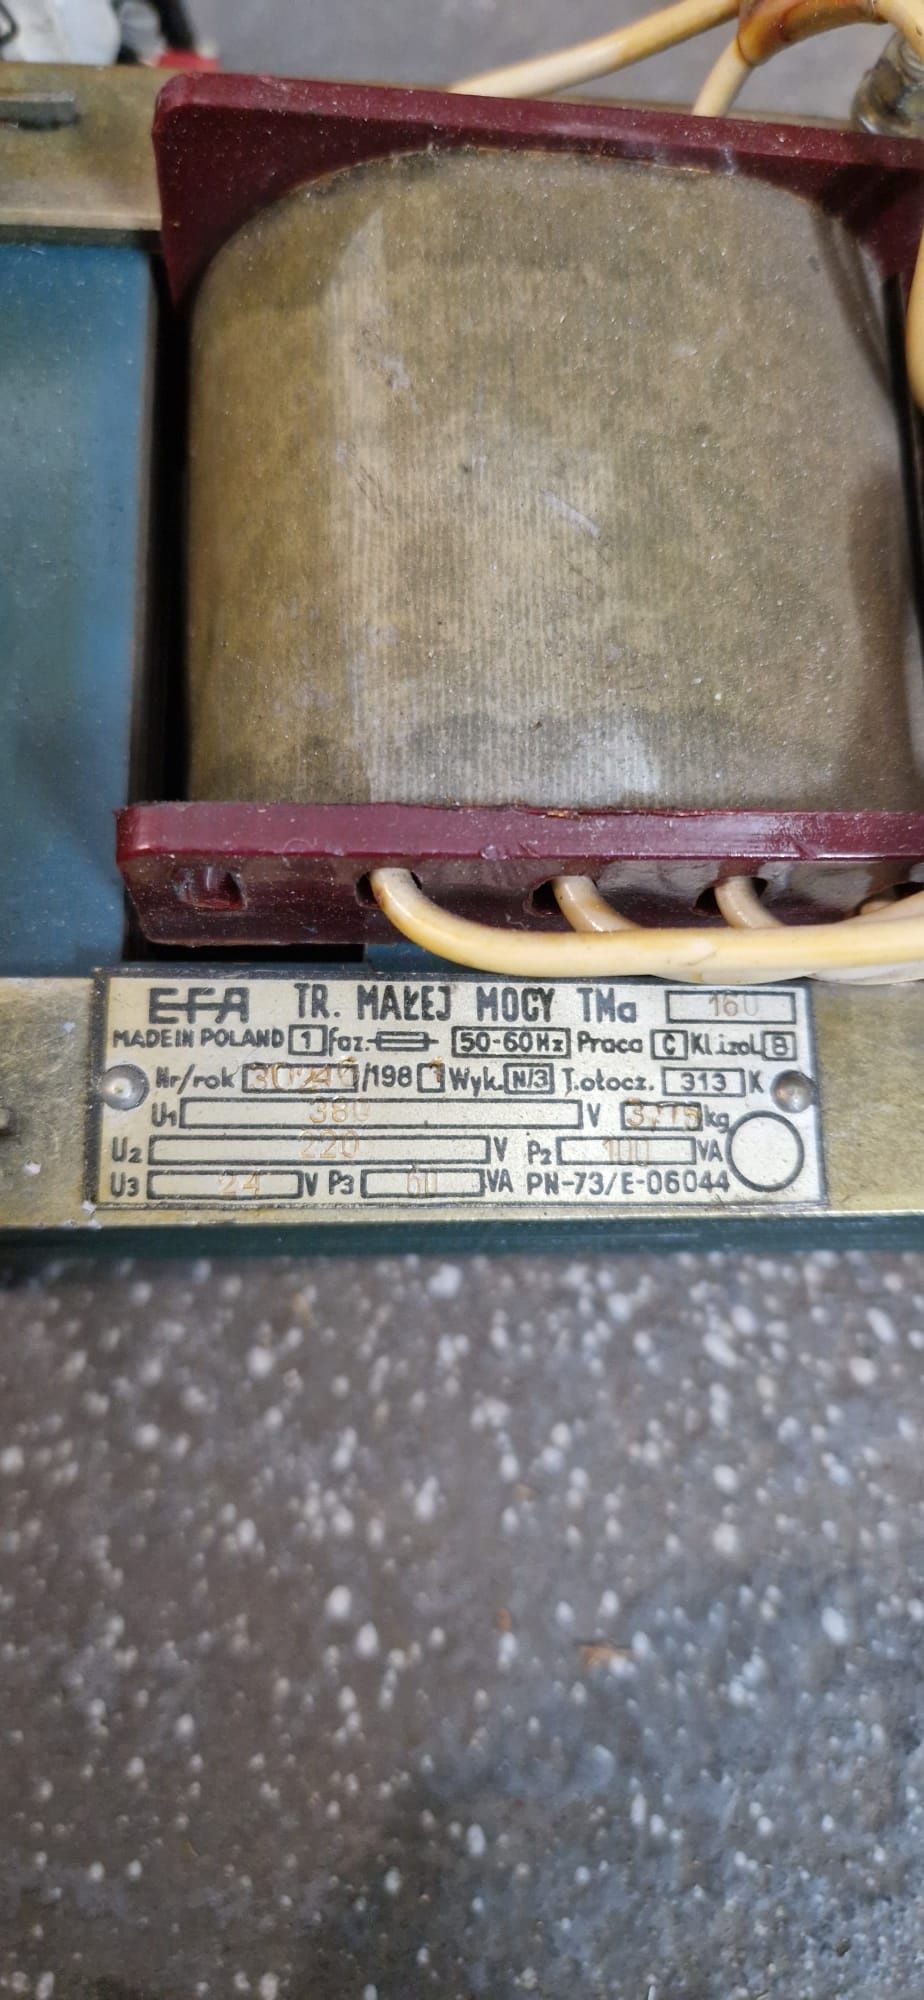 EFA TR. MAŁEJ MOCY TMa 160
MADE IN POLAND 1 faz. 50-60Hz Praca C Kl.izol. B
Nr/rok /198 Wyk. N/3 T.otocz. 313 K
U1 380 V kg
U2 220 V P2 100 VA
U3 24 V P3 60 VA PN-73/E-06044